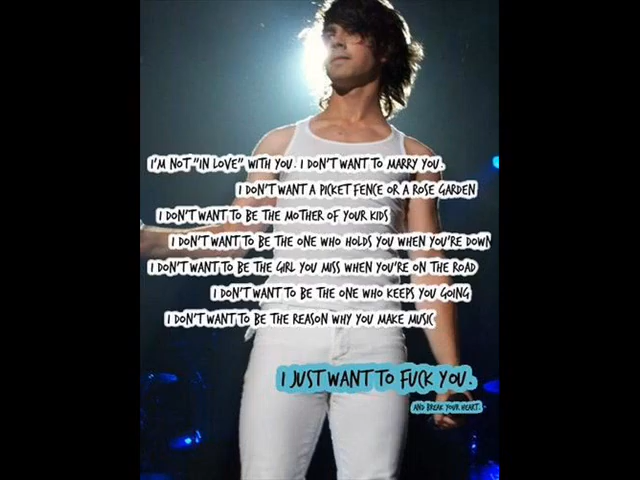 I'M NOT "IN LOVE" WITH YOU. I DON'T WANT TO MARRY YOU.
I DON'T WANT A PICKET FENCE OR A ROSE GARDEN
I DON'T WANT TO BE THE MOTHER OF YOUR KIDS
I DON'T WANT TO BE THE ONE WHO HOLDS YOU WHEN YOU'RE DOWN
I DON'T WANT TO BE THE GIRL YOU MISS WHEN YOU'RE ON THE ROAD
I DON'T WANT TO BE THE ONE WHO KEEPS YOU GOING
I DON'T WANT TO BE THE REASON WHY YOU MAKE MUSIC
I JUST WANT TO FUCK YOU.
AND BREAK YOUR HEART.